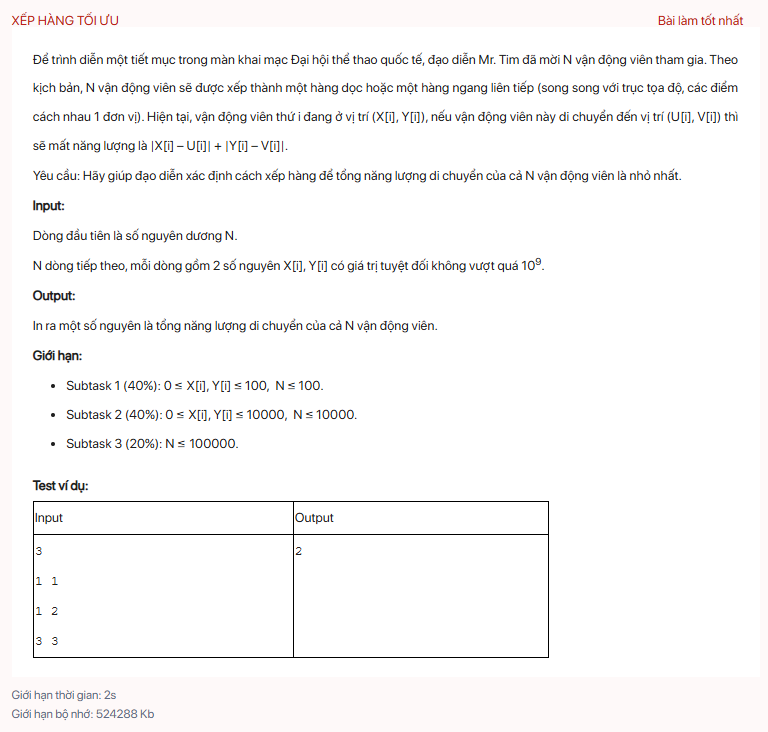 XẾP HÀNG TỐI ƯU
Bài làm tốt nhất
Để trình diễn một tiết mục trong màn khai mạc Đại hội thể thao quốc tế, đạo diễn Mr. Tim đã mời N vận động viên tham gia. Theo
kịch bản, N vận động viên sẽ được xếp thành một hàng dọc hoặc một hàng ngang liên tiếp (song song với trục tọa độ, các điểm
cách nhau 1 đơn vị). Hiện tại, vận động viên thứ i đang ở vị trí (X[i], Y[i]), nếu vận động viên này di chuyển đến vị trí (U[i], V[i]) thì
sẽ mất năng lượng là |X[i] – U[i]| + |Y[i] – V[i]|.
Yêu cầu: Hãy giúp đạo diễn xác định cách xếp hàng để tổng năng lượng di chuyển của cả N vận động viên là nhỏ nhất.
Input:
Dòng đầu tiên là số nguyên dương N.
N dòng tiếp theo, mỗi dòng gồm 2 số nguyên X[i], Y[i] có giá trị tuyệt đối không vượt quá 10⁹.
Output:
In ra một số nguyên là tổng năng lượng di chuyển của cả N vận động viên.
Giới hạn:
• Subtask 1 (40%): 0 ≤ X[i], Y[i] ≤ 100, N ≤ 100.
• Subtask 2 (40%): 0 ≤ X[i], Y[i] ≤ 10000, N ≤ 10000.
• Subtask 3 (20%): N ≤ 100000.
Test ví dụ:
Input Output
3 2
1 1
1 2
3 3
Giới hạn thời gian: 2s
Giới hạn bộ nhớ: 524288 Kb